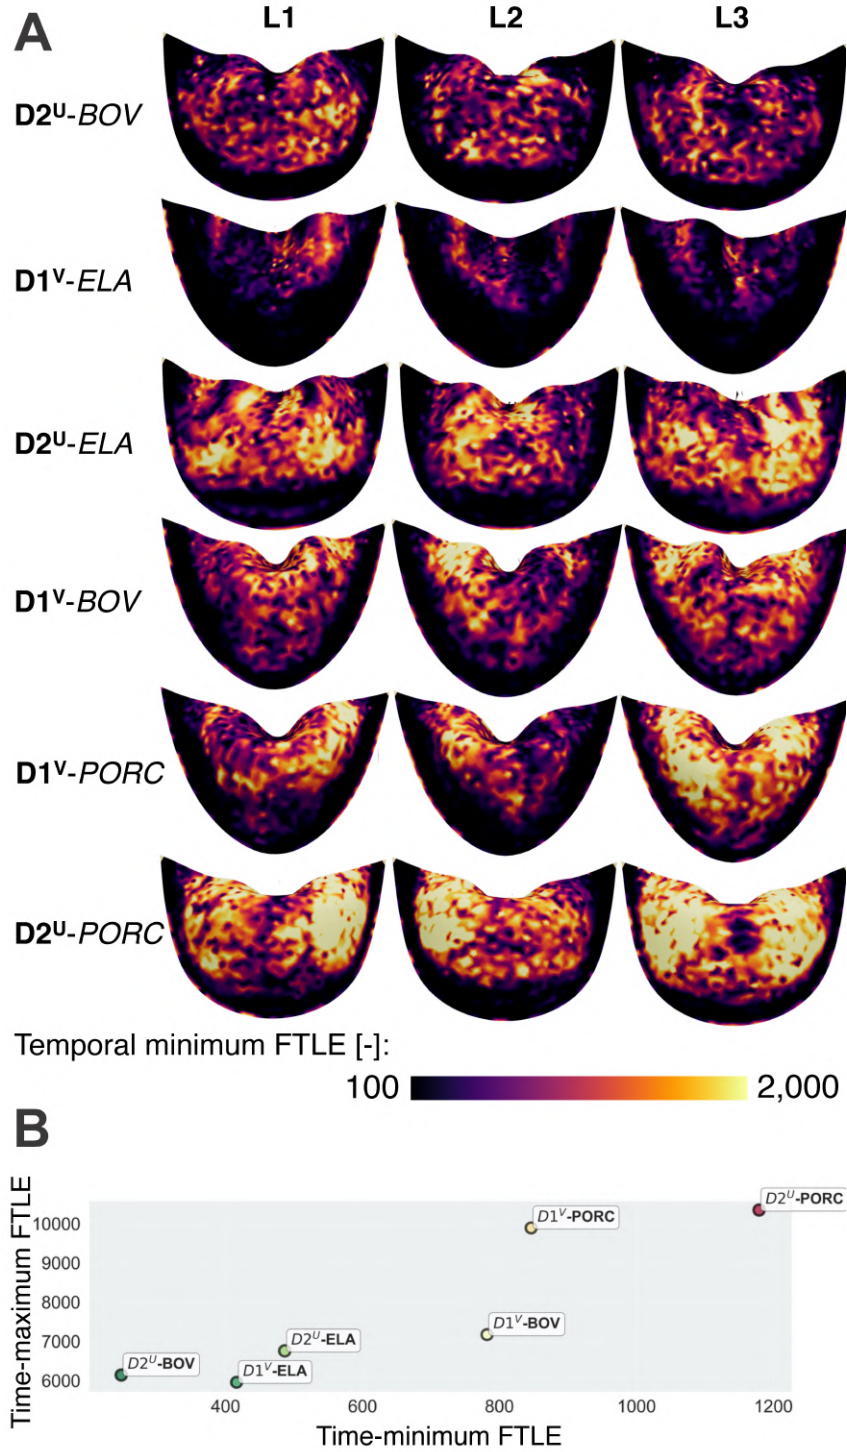 A
L1 L2 L3
D2ᵁ-BOV
D1ⱽ-ELA
D2ᵁ-ELA
D1ⱽ-BOV
D1ⱽ-PORC
D2ᵁ-PORC
Temporal minimum FTLE [-]:
100 2,000
B
Time-maximum FTLE
10000
9000
8000
7000
6000
D2ᵁ-PORC
D1ⱽ-PORC
D1ⱽ-BOV
D2ᵁ-ELA
D2ᵁ-BOV
D1ⱽ-ELA
400 600 800 1000 1200
Time-minimum FTLE